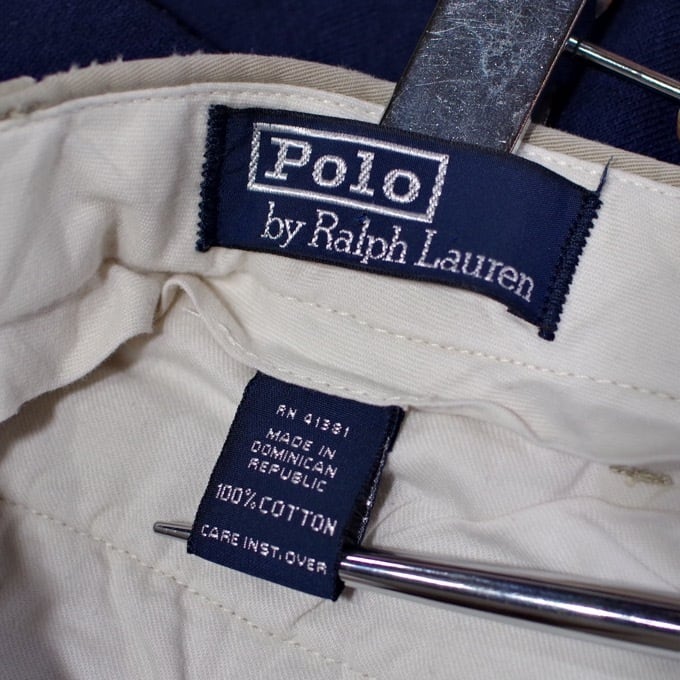 Polo
by Ralph Lauren
RN 41381
MADE IN
DOMINICAN
REPUBLIC
100% COTTON
CARE INST. OVER